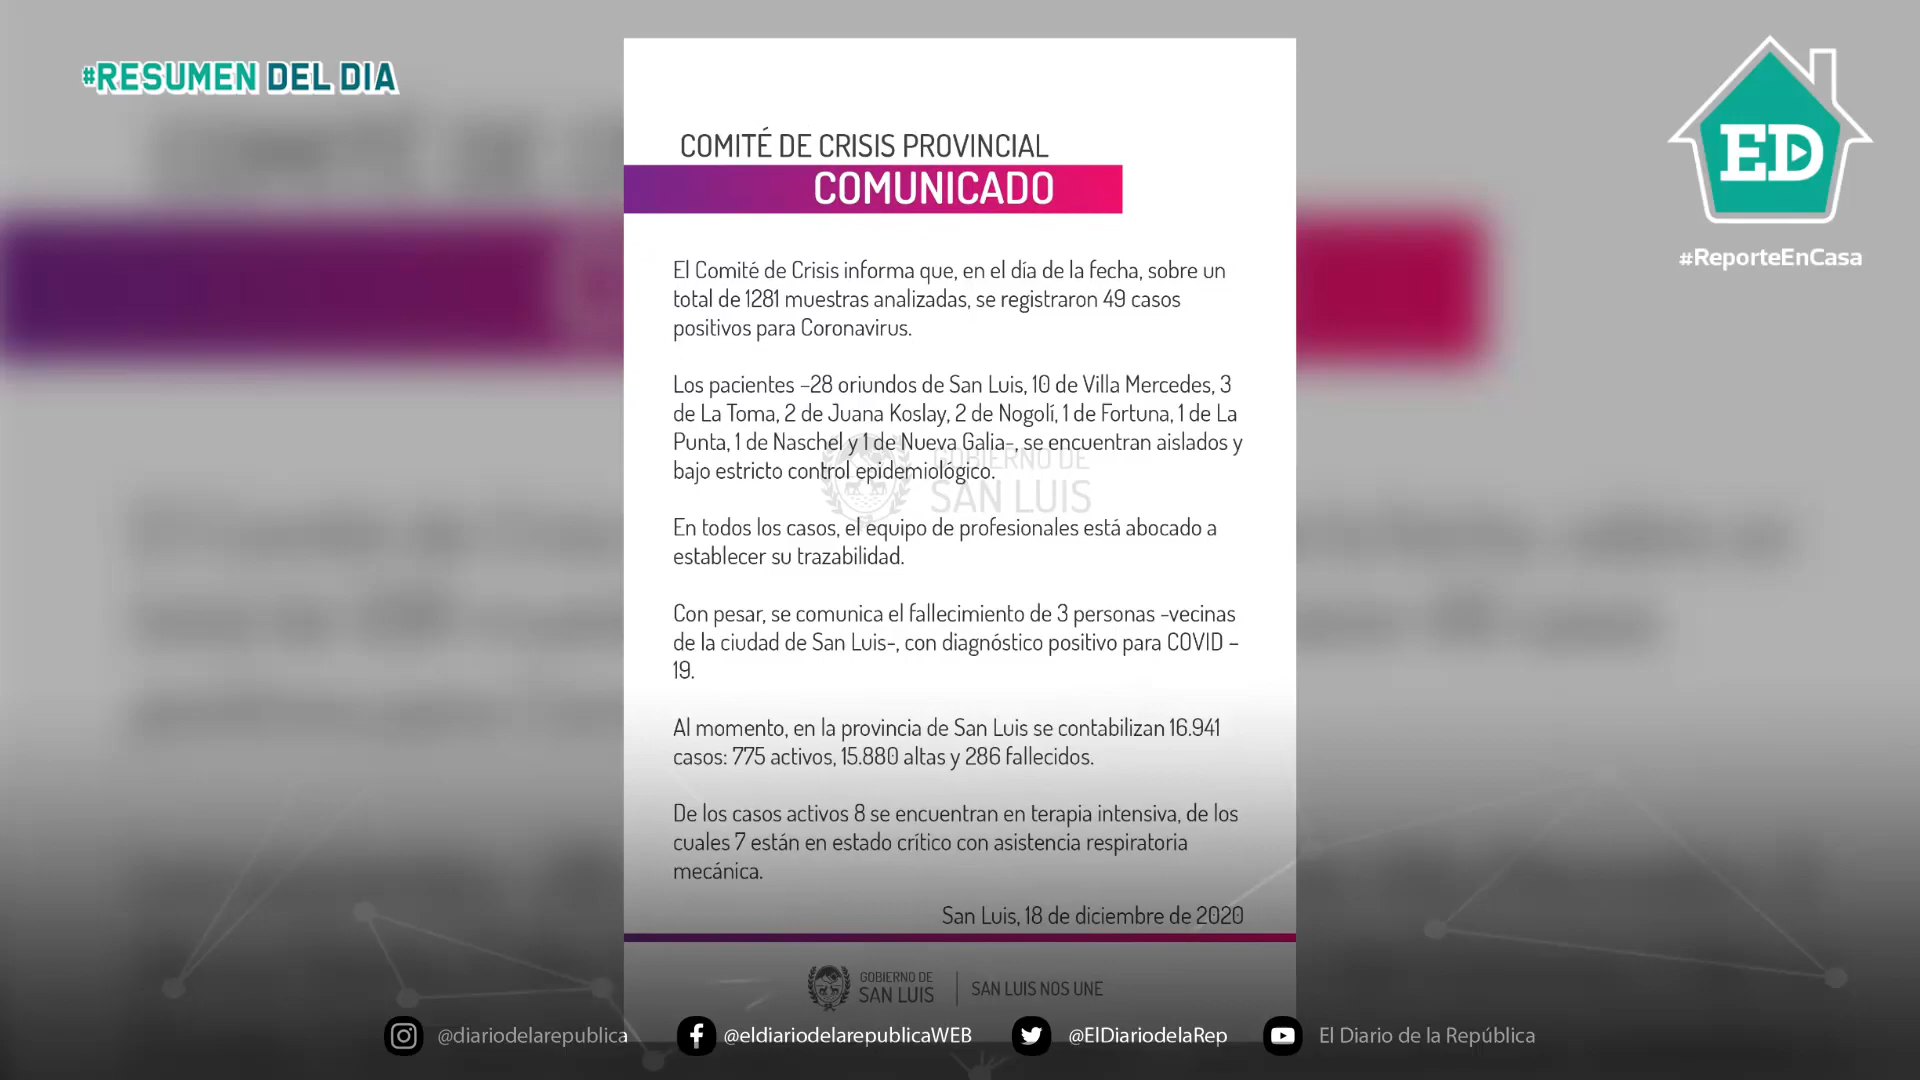 #RESUMEN DEL DIA
ED
#ReporteEnCasa
COMITÉ DE CRISIS PROVINCIAL
COMUNICADO
El Comité de Crisis informa que, en el día de la fecha, sobre un
total de 1281 muestras analizadas, se registraron 49 casos
positivos para Coronavirus.
Los pacientes –28 oriundos de San Luis, 10 de Villa Mercedes, 3
de La Toma, 2 de Juana Koslay, 2 de Nogolí, 1 de Fortuna, 1 de La
Punta, 1 de Naschel y 1 de Nueva Galia-, se encuentran aislados y
bajo estricto control epidemiológico.
GOBIERNO DE
SAN LUIS
En todos los casos, el equipo de profesionales está abocado a
establecer su trazabilidad.
Con pesar, se comunica el fallecimiento de 3 personas -vecinas
de la ciudad de San Luis-, con diagnóstico positivo para COVID –
19.
Al momento, en la provincia de San Luis se contabilizan 16.941
casos: 775 activos, 15.880 altas y 286 fallecidos.
De los casos activos 8 se encuentran en terapia intensiva, de los
cuales 7 están en estado crítico con asistencia respiratoria
mecánica.
San Luis, 18 de diciembre de 2020
GOBIERNO DE
SAN LUIS
SAN LUIS NOS UNE
@diariodelarepublica
@eldiariodelarepublicaWEB
@ElDiariodelaRep
El Diario de la República